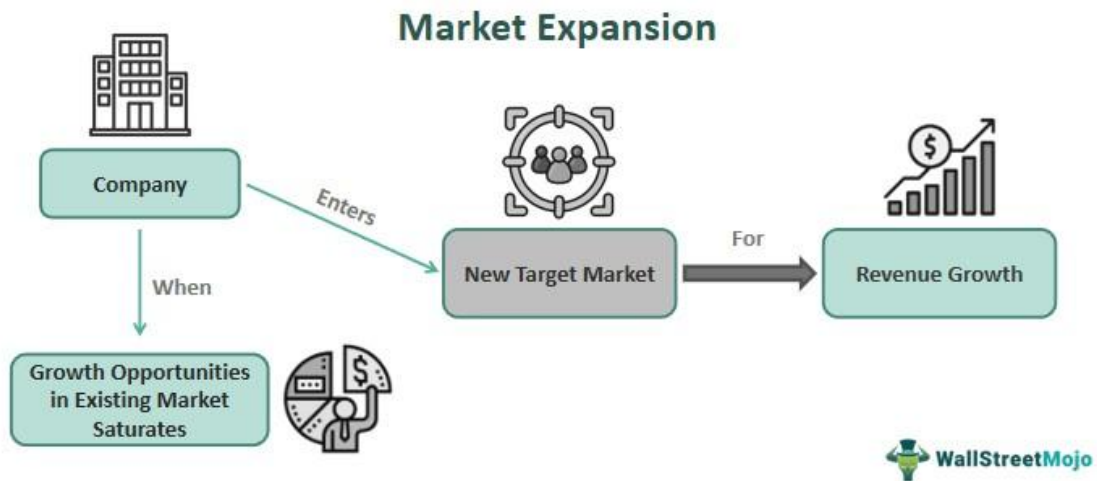 Market Expansion
Company
Enters
When
New Target Market
For
Revenue Growth
Growth Opportunities
in Existing Market
Saturates
$
$
WallStreetMojo